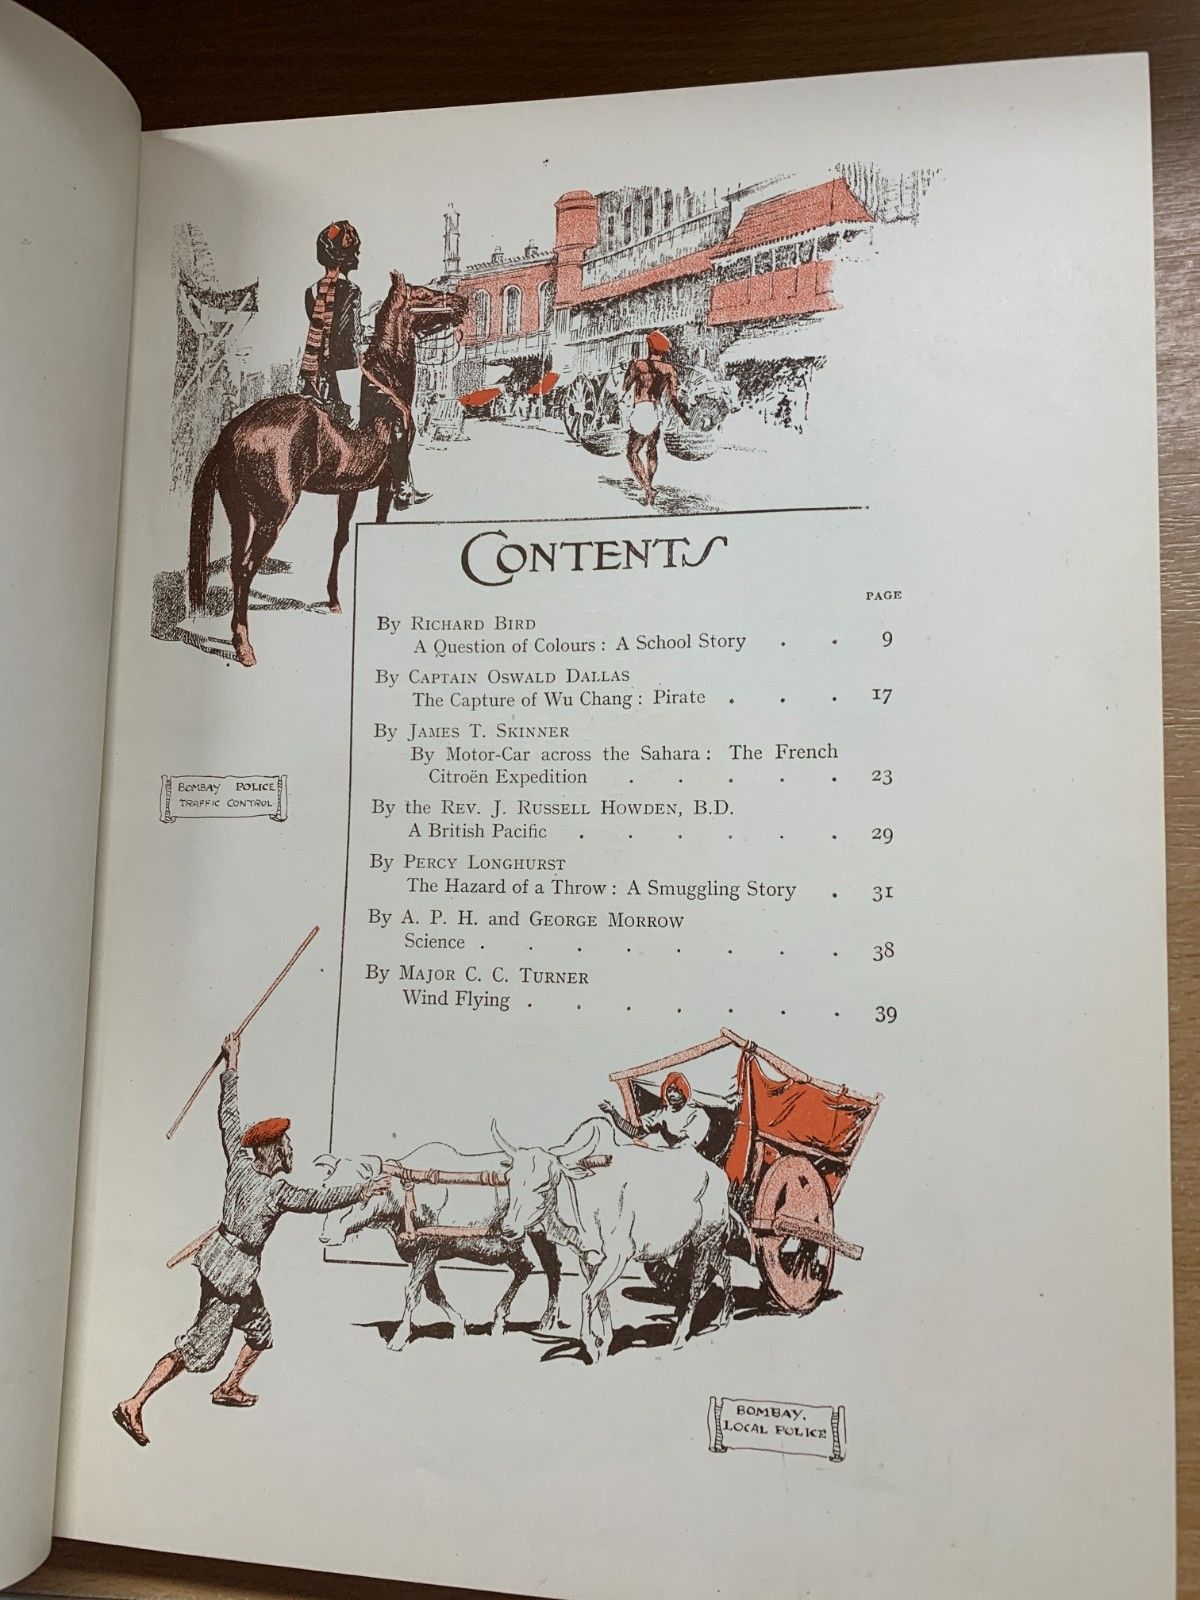 CONTENTS
PAGE
By RICHARD BIRD
A Question of Colours : A School Story . . 9
By CAPTAIN OSWALD DALLAS
The Capture of Wu Chang : Pirate . . . 17
By JAMES T. SKINNER
By Motor-Car across the Sahara : The French
Citroën Expedition . . . . . 23
By the REV. J. RUSSELL HOWDEN, B.D.
A British Pacific . . . . . . 29
By PERCY LONGHURST
The Hazard of a Throw : A Smuggling Story . 31
By A. P. H. and GEORGE MORROW
Science . . . . . . . . 38
By MAJOR C. C. TURNER
Wind Flying . . . . . . . 39
BOMBAY POLICE
TRAFFIC CONTROL
BOMBAY.
LOCAL POLICE